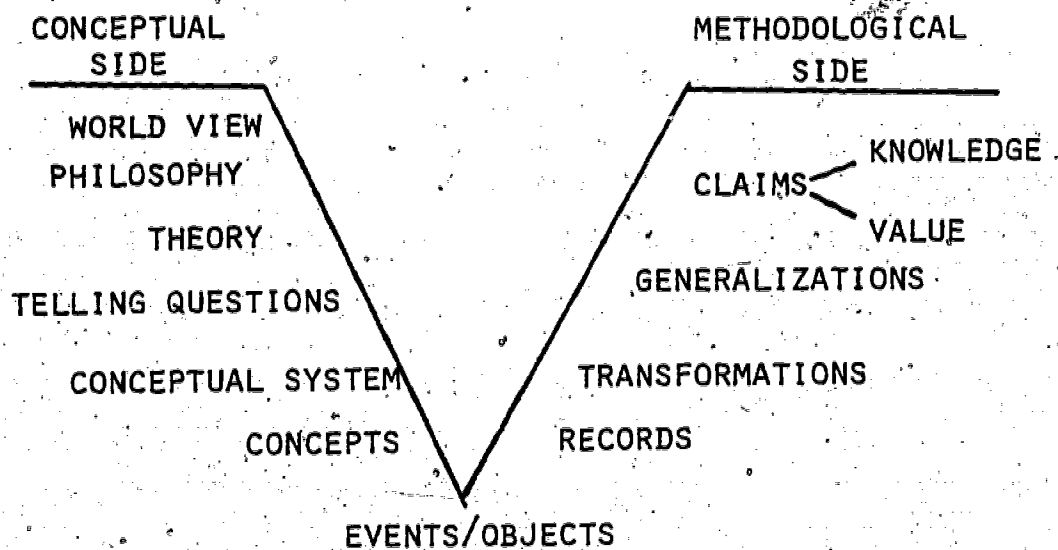 CONCEPTUAL
SIDE
WORLD VIEW
PHILOSOPHY
THEORY
TELLING QUESTIONS
CONCEPTUAL SYSTEM
CONCEPTS
METHODOLOGICAL
SIDE
KNOWLEDGE
CLAIMS
VALUE
GENERALIZATIONS
TRANSFORMATIONS
RECORDS
EVENTS/OBJECTS